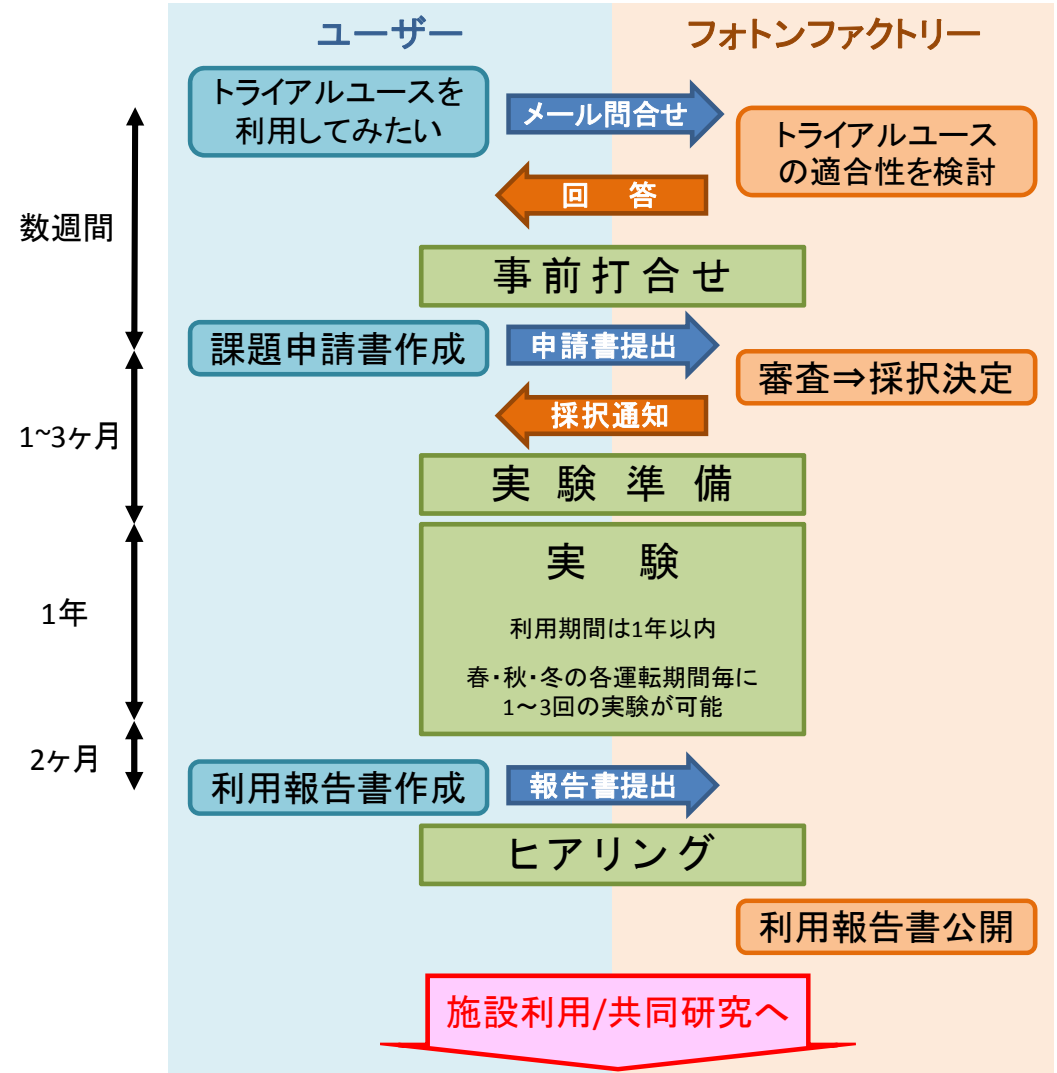 ユーザー
フォトンファクトリー
トライアルユースを
利用してみたい
メール問合せ
トライアルユース
の適合性を検討
回 答
数週間
事前打合せ
課題申請書作成
申請書提出
審査⇒採択決定
採択通知
1~3ヶ月
実験準備
実 験
利用期間は1年以内
春・秋・冬の各運転期間毎に
1～3回の実験が可能
1年
2ヶ月
利用報告書作成
報告書提出
ヒアリング
利用報告書公開
施設利用/共同研究へ